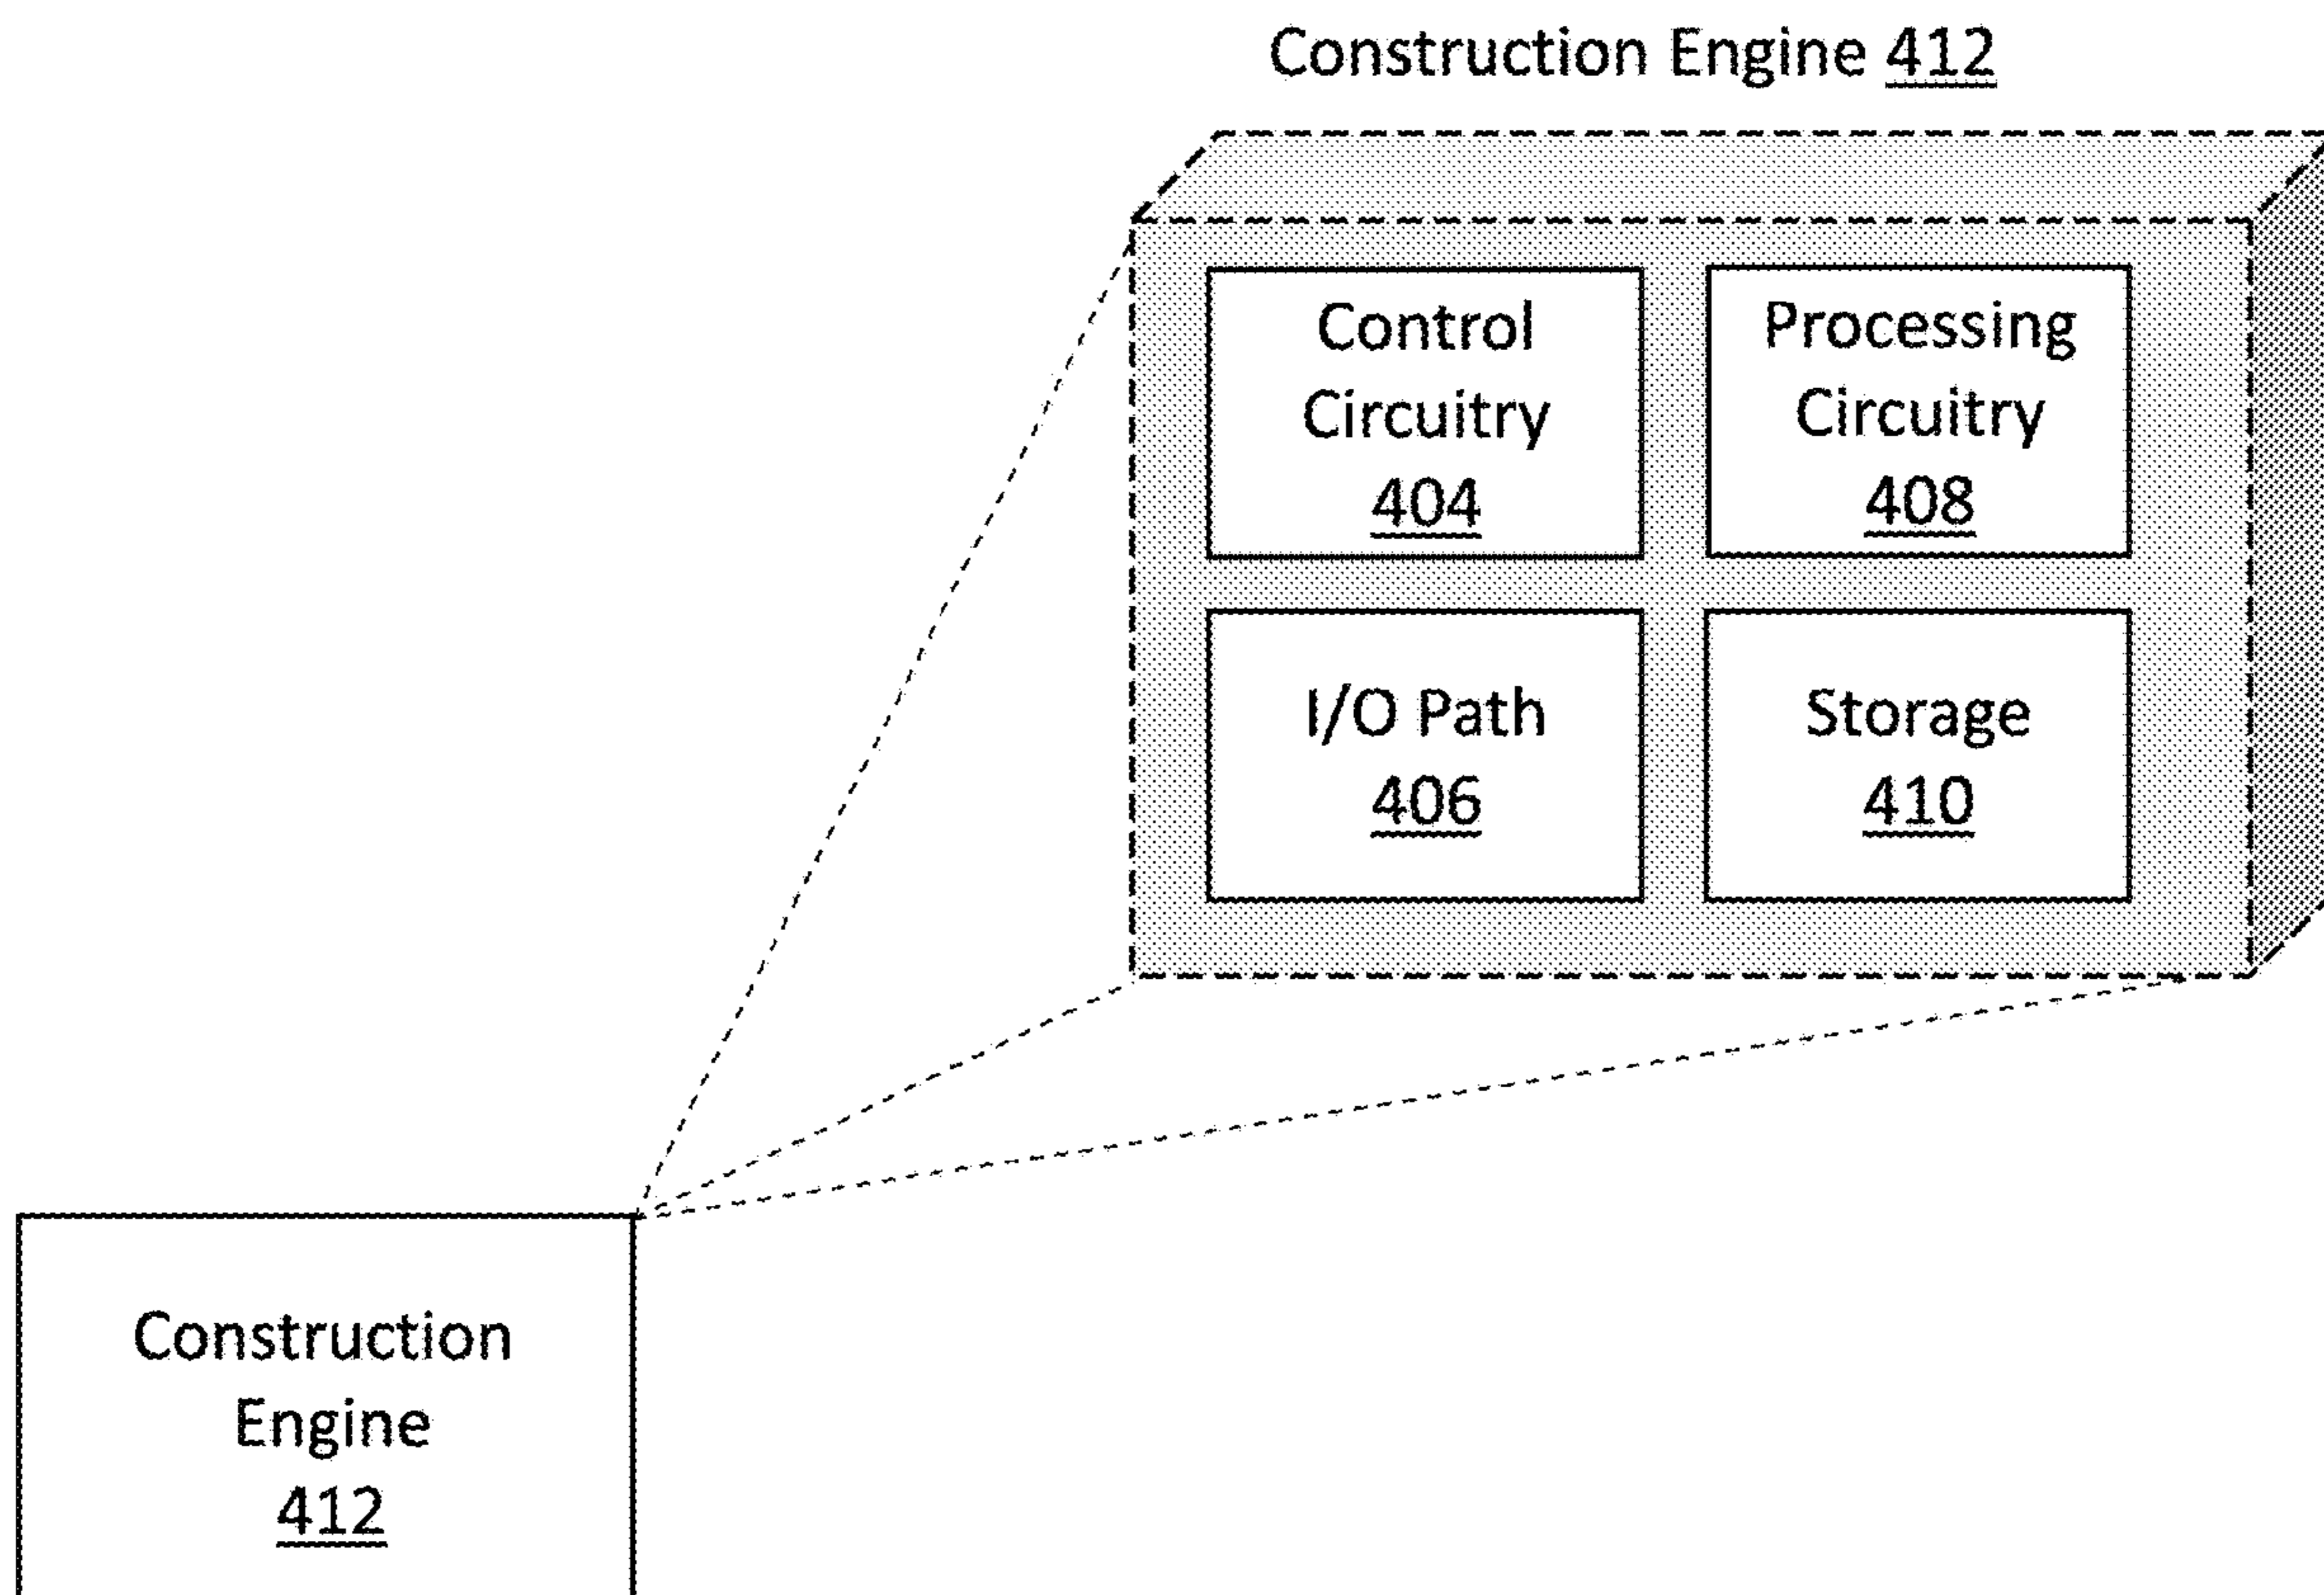 Construction Engine 412
Control
Circuitry
404
Processing
Circuitry
408
I/O Path
406
Storage
410
Construction
Engine
412